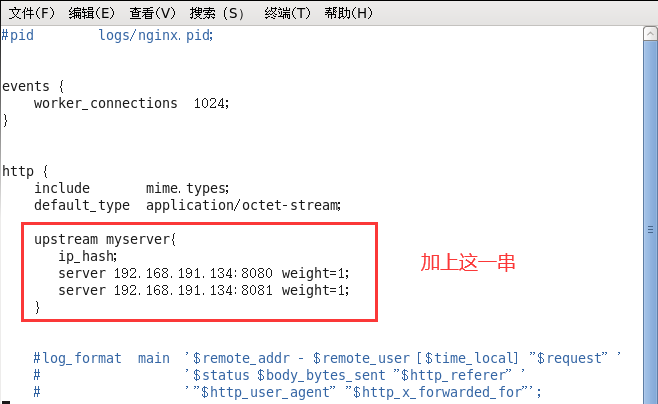 文件(F) 编辑(E) 查看(V) 搜索 (S) 终端(T) 帮助(H)
#pid        logs/nginx.pid;
events {
    worker_connections  1024;
}
http {
    include       mime.types;
    default_type  application/octet-stream;
    upstream myserver{
       ip_hash;
       server 192.168.191.134:8080 weight=1;
       server 192.168.191.134:8081 weight=1;
    }
加上这一串
    #log_format  main  '$remote_addr - $remote_user [$time_local] "$request" '
    #                  '$status $body_bytes_sent "$http_referer" '
    #                  '"$http_user_agent" "$http_x_forwarded_for"';